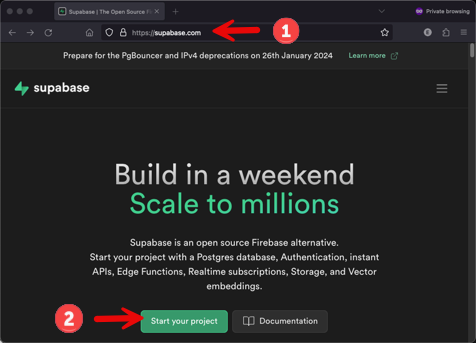 Supabase | The Open Source Fi
Private browsing
https://supabase.com
1
Prepare for the PgBouncer and IPv4 deprecations on 26th January 2024
Learn more
supabase
Build in a weekend
Scale to millions
Supabase is an open source Firebase alternative.
Start your project with a Postgres database, Authentication, instant
APIs, Edge Functions, Realtime subscriptions, Storage, and Vector
embeddings.
2
Start your project
Documentation